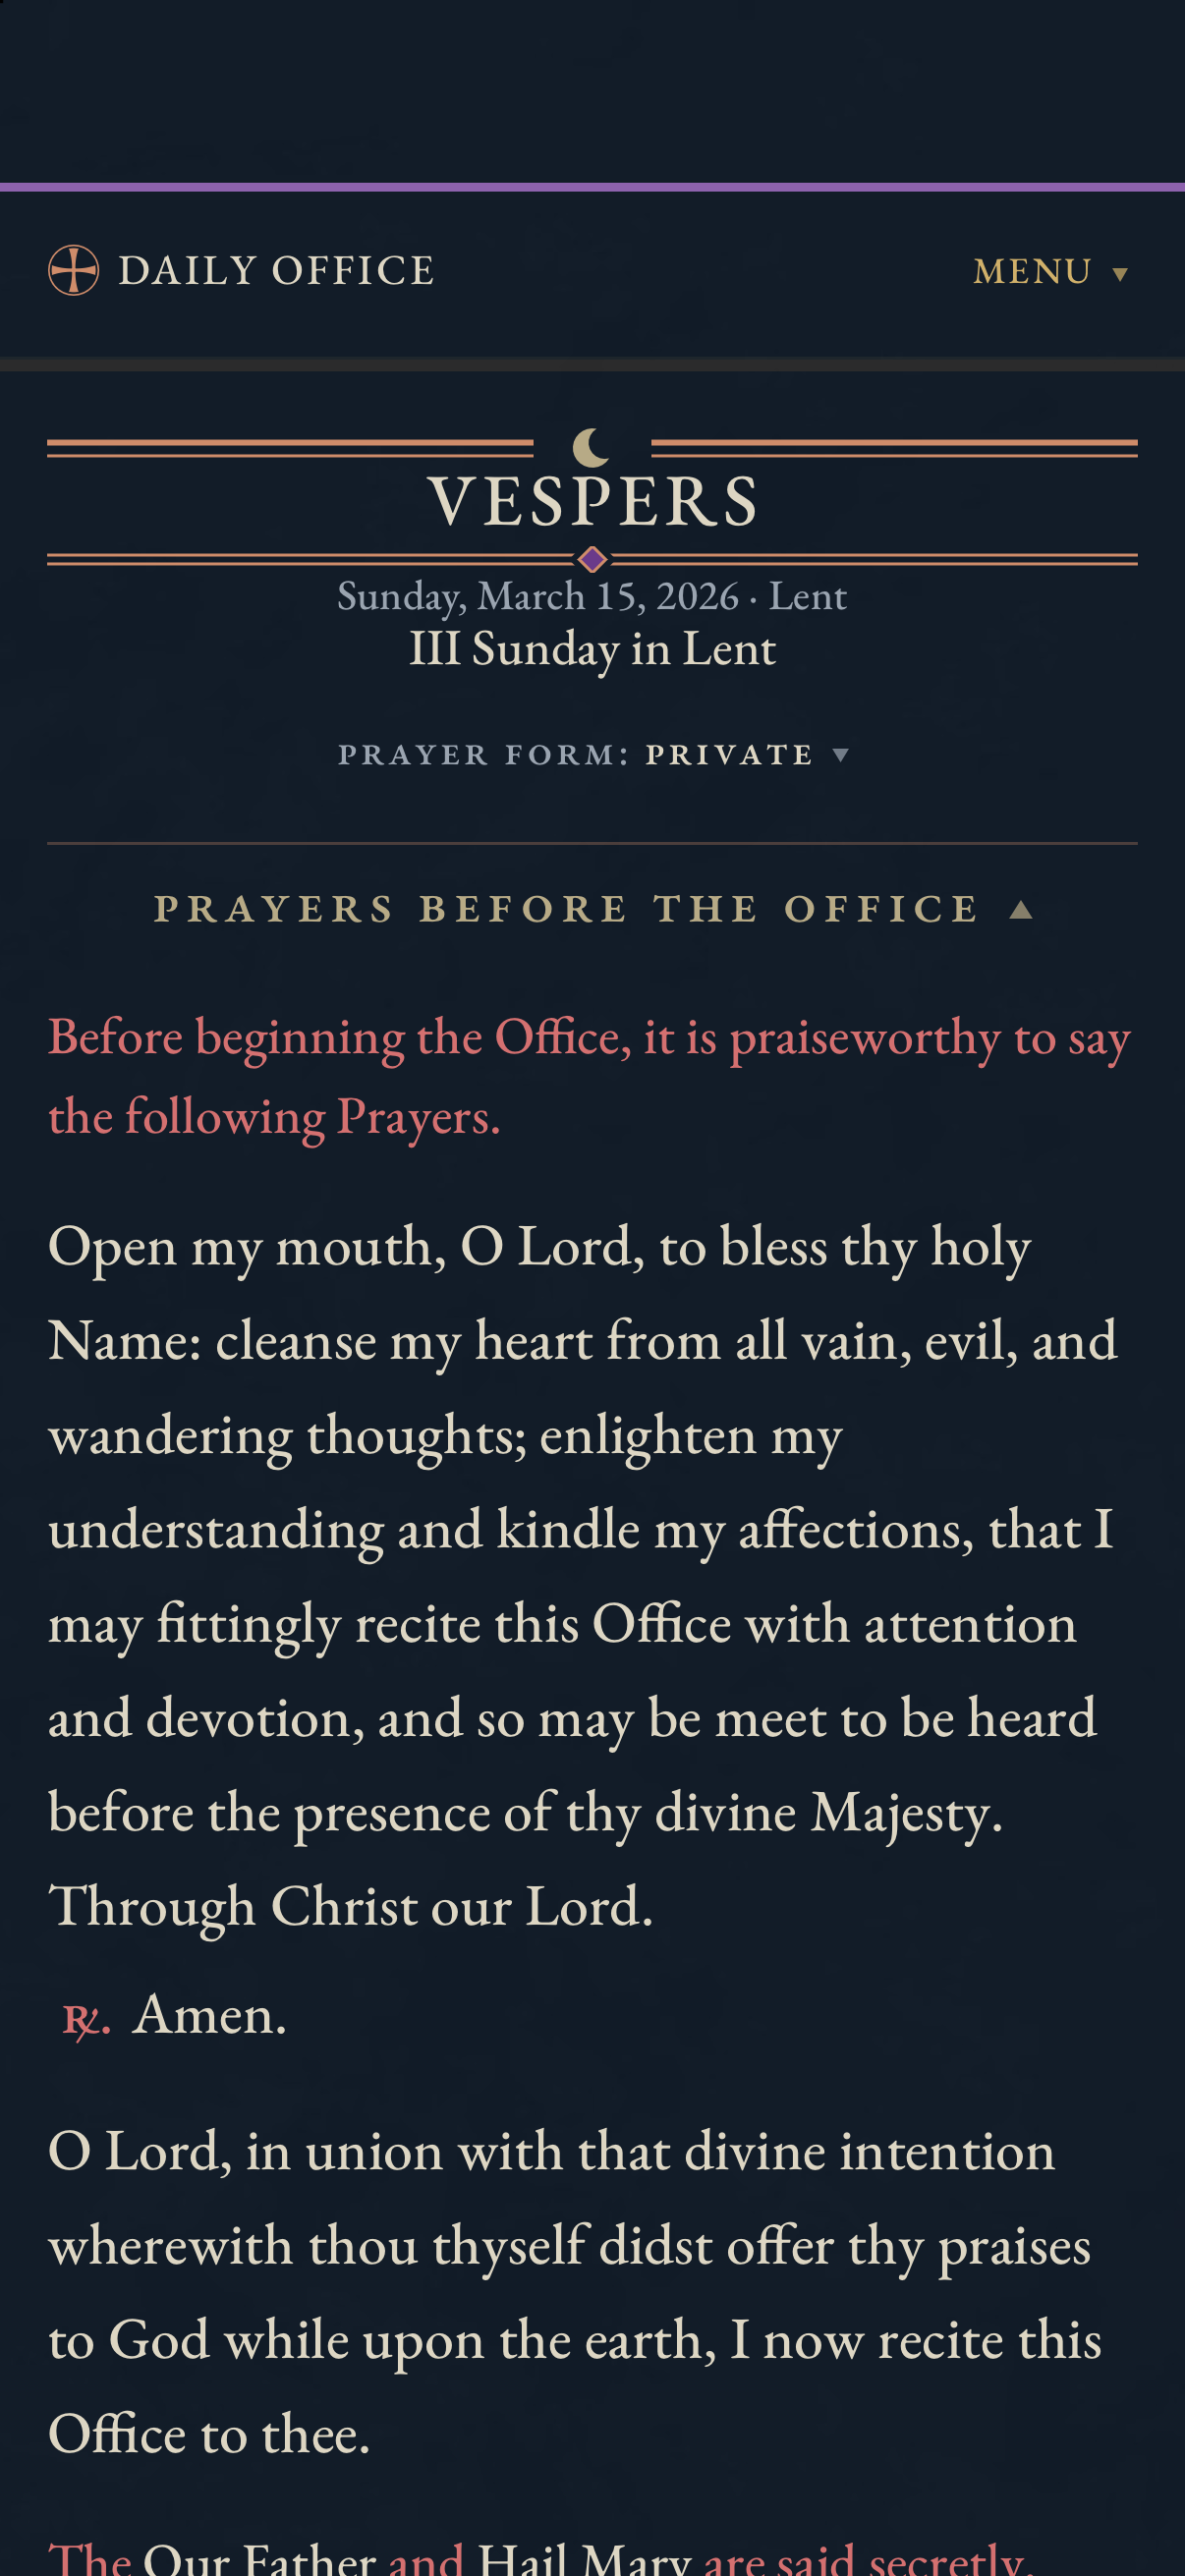 DAILY OFFICE
MENU ▼
VESPERS
Sunday, March 15, 2026 · Lent
III Sunday in Lent
PRAYER FORM: PRIVATE ▼
PRAYERS BEFORE THE OFFICE ▲
Before beginning the Office, it is praiseworthy to say
the following Prayers.
Open my mouth, O Lord, to bless thy holy
Name: cleanse my heart from all vain, evil, and
wandering thoughts; enlighten my
understanding and kindle my affections, that I
may fittingly recite this Office with attention
and devotion, and so may be meet to be heard
before the presence of thy divine Majesty.
Through Christ our Lord.
℟. Amen.
O Lord, in union with that divine intention
wherewith thou thyself didst offer thy praises
to God while upon the earth, I now recite this
Office to thee.
The Our Father and Hail Mary are said secretly.